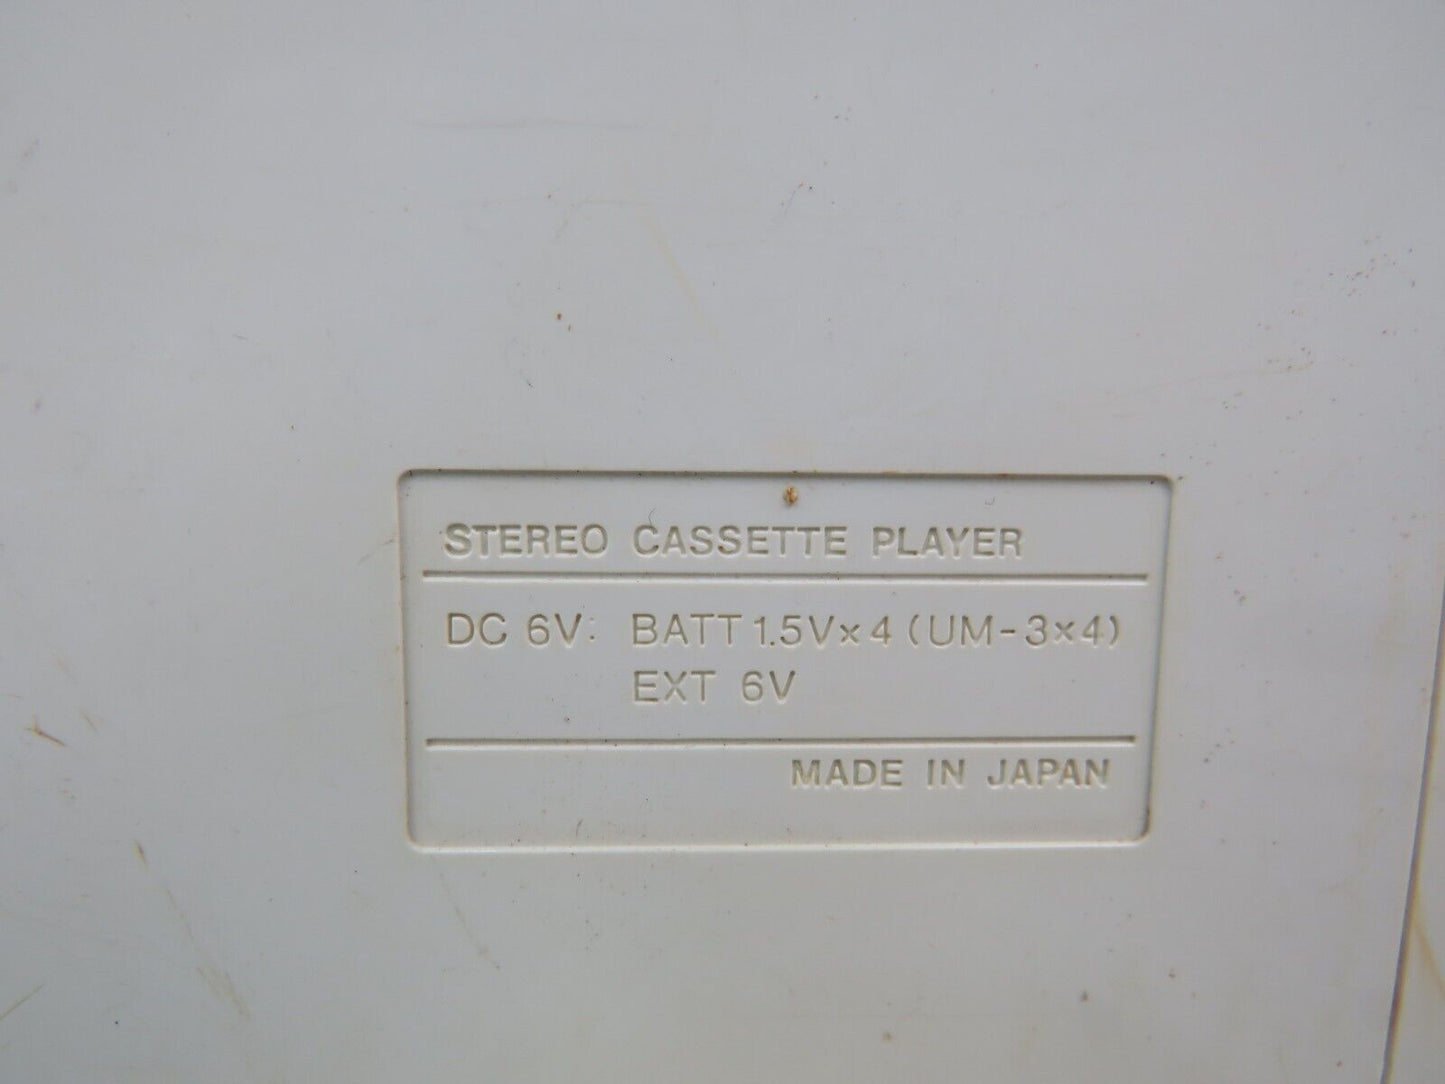 STEREO CASSETTE PLAYER
DC 6V: BATT 1.5V×4 (UM-3×4)
EXT 6V
MADE IN JAPAN